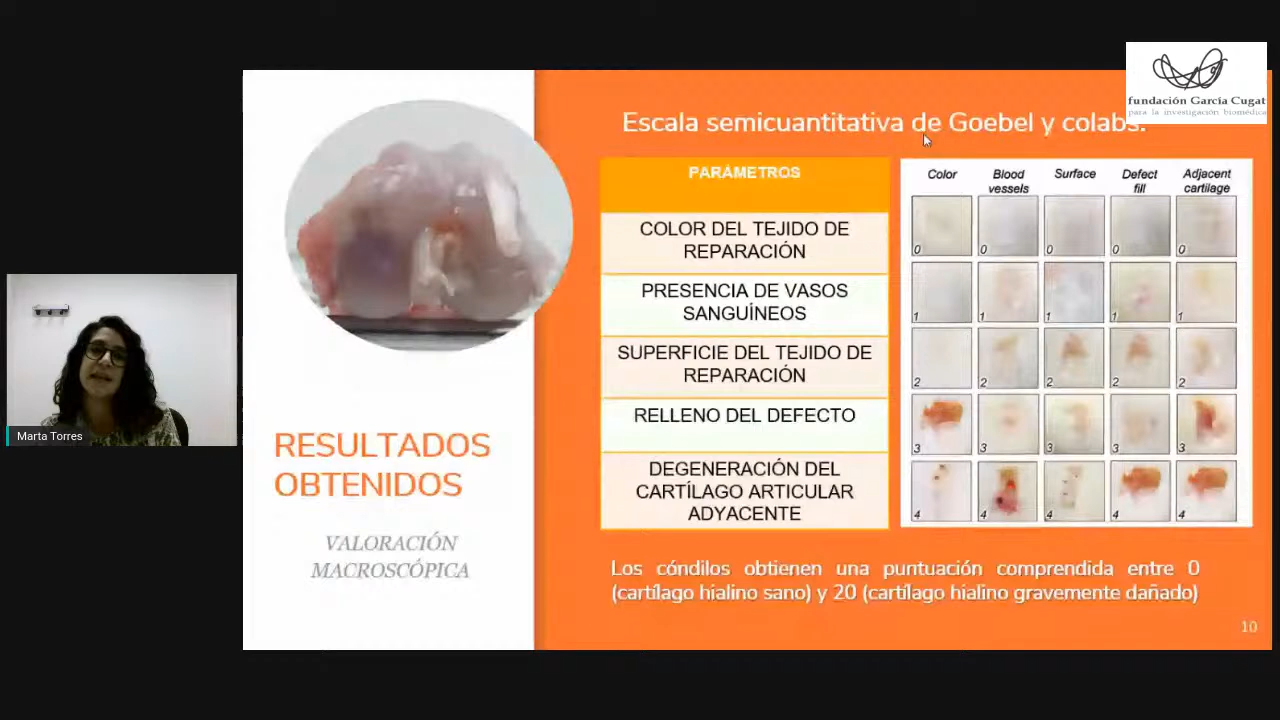 fundación García Cugat
para la investigación biomédica
Escala semicuantitativa de Goebel y colabs.
PARÁMETROS
COLOR DEL TEJIDO DE
REPARACIÓN
PRESENCIA DE VASOS
SANGUÍNEOS
SUPERFICIE DEL TEJIDO DE
REPARACIÓN
RELLENO DEL DEFECTO
DEGENERACIÓN DEL
CARTÍLAGO ARTICULAR
ADYACENTE
Color Blood vessels Surface Defect fill Adjacent cartilage
0 0 0 0 0
1 1 1 1 1
2 2 2 2 2
3 3 3 3 3
4 4 4 4 4
Marta Torres
RESULTADOS
OBTENIDOS
VALORACIÓN
MACROSCÓPICA
Los cóndilos obtienen una puntuación comprendida entre 0
(cartílago hialino sano) y 20 (cartílago hialino gravemente dañado)
10